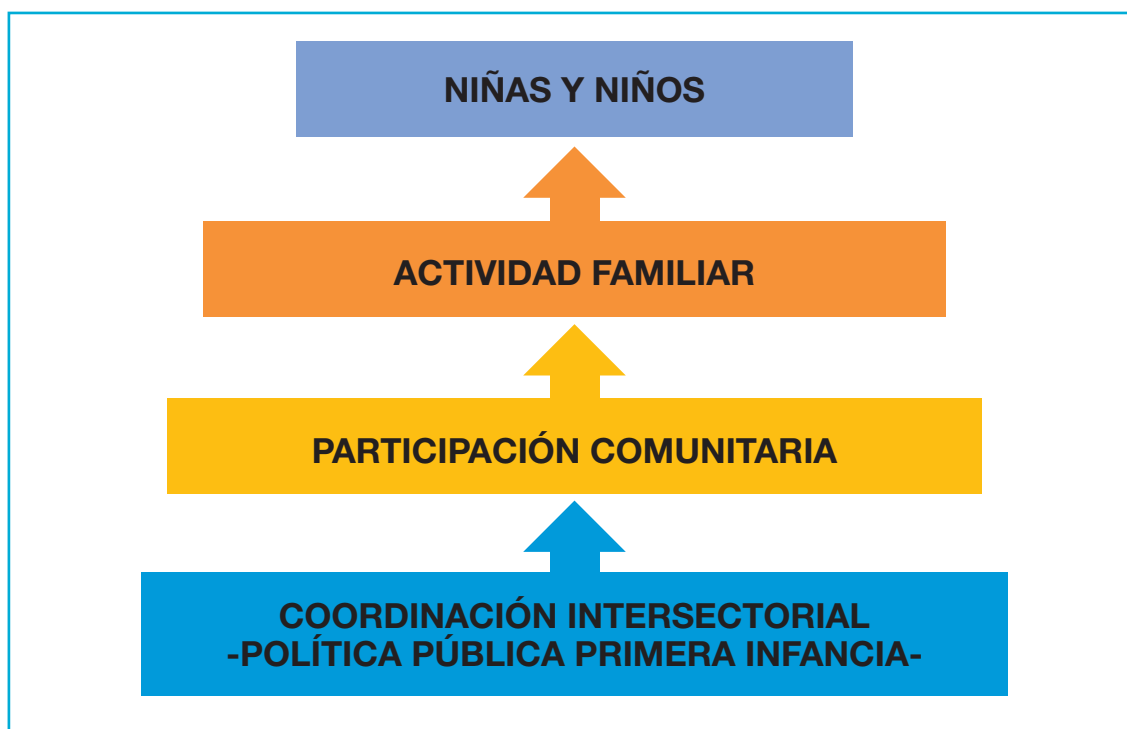 NIÑAS Y NIÑOS
ACTIVIDAD FAMILIAR
PARTICIPACIÓN COMUNITARIA
COORDINACIÓN INTERSECTORIAL
-POLÍTICA PÚBLICA PRIMERA INFANCIA-